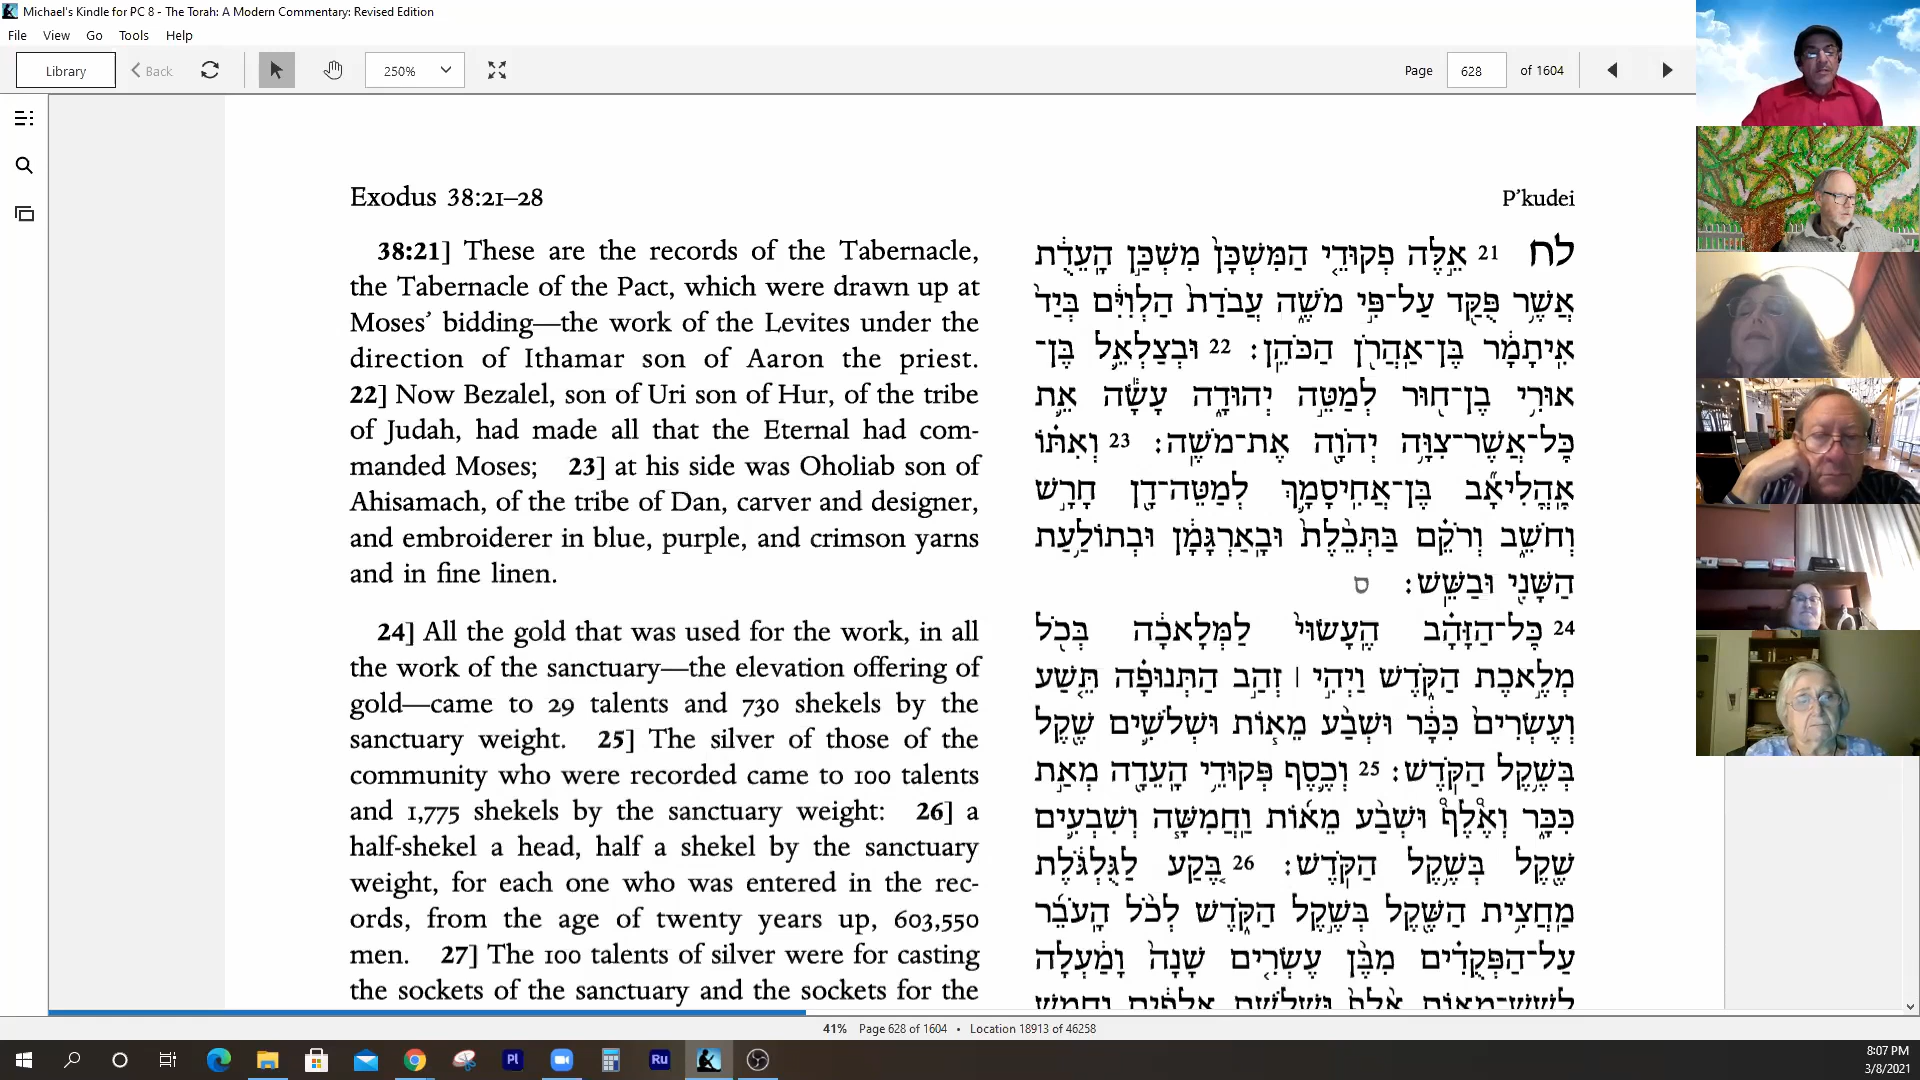 Michael's Kindle for PC 8 - The Torah: A Modern Commentary: Revised Edition
File View Go Tools Help
Library
Back
250%
Page 628 of 1604
Exodus 38:21–28
P'kudei
38:21] These are the records of the Tabernacle,
the Tabernacle of the Pact, which were drawn up at
Moses' bidding—the work of the Levites under the
direction of Ithamar son of Aaron the priest.
22] Now Bezalel, son of Uri son of Hur, of the tribe
of Judah, had made all that the Eternal had com-
manded Moses; 23] at his side was Oholiab son of
Ahisamach, of the tribe of Dan, carver and designer,
and embroiderer in blue, purple, and crimson yarns
and in fine linen.
24] All the gold that was used for the work, in all
the work of the sanctuary—the elevation offering of
gold—came to 29 talents and 730 shekels by the
sanctuary weight. 25] The silver of those of the
community who were recorded came to 100 talents
and 1,775 shekels by the sanctuary weight: 26] a
half-shekel a head, half a shekel by the sanctuary
weight, for each one who was entered in the rec-
ords, from the age of twenty years up, 603,550
men. 27] The 100 talents of silver were for casting
the sockets of the sanctuary and the sockets for the
לח 21 אֵ֣לֶּה פְקוּדֵ֤י הַמִּשְׁכָּן֙ מִשְׁכַּ֣ן הָעֵדֻ֔ת
אֲשֶׁ֥ר פֻּקַּ֖ד עַל־פִּ֣י מֹשֶׁ֑ה עֲבֹדַת֙ הַלְוִיִּ֔ם בְּיַד֙
אִֽיתָמָ֔ר בֶּֽן־אַהֲרֹ֖ן הַכֹּהֵֽן׃ 22 וּבְצַלְאֵ֛ל בֶּן־
אוּרִ֥י בֶן־ח֖וּר לְמַטֵּ֣ה יְהוּדָ֑ה עָשָׂ֕ה אֵ֛ת
כׇּל־אֲשֶׁר־צִוָּ֥ה יְהֹוָ֖ה אֶת־מֹשֶֽׁה׃ 23 וְאִתּ֗וֹ
אׇהֳלִיאָ֞ב בֶּן־אֲחִיסָמָ֛ךְ לְמַטֵּה־דָ֖ן חָרָ֣שׁ
וְחֹשֵׁ֑ב וְרֹקֵ֗ם בַּתְּכֵ֙לֶת֙ וּבָֽאַרְגָּמָ֔ן וּבְתוֹלַ֥עַת
הַשָּׁנִ֖י וּבַשֵּֽׁשׁ׃ ס
24 כׇּל־הַזָּהָ֗ב הֶֽעָשׂוּי֙ לַמְּלָאכָ֔ה בְּכֹ֖ל
מְלֶ֣אכֶת הַקֹּ֑דֶשׁ וַיְהִ֣י ׀ זְהַ֣ב הַתְּנוּפָ֗ה תֵּ֤שַׁע
וְעֶשְׂרִים֙ כִּכָּ֔ר וּשְׁבַ֨ע מֵא֧וֹת וּשְׁלֹשִׁ֛ים שֶׁ֖קֶל
בְּשֶׁ֥קֶל הַקֹּֽדֶשׁ׃ 25 וְכֶ֛סֶף פְּקוּדֵ֥י הָעֵדָ֖ה מְאַ֣ת
כִּכָּ֑ר וְאֶ֩לֶף֩ וּשְׁבַ֨ע מֵא֜וֹת וַחֲמִשָּׁ֧ה וְשִׁבְעִ֛ים
שֶׁ֖קֶל בְּשֶׁ֥קֶל הַקֹּֽדֶשׁ׃ 26 בֶּ֚קַע לַגֻּלְגֹּ֔לֶת
מַחֲצִ֥ית הַשֶּׁ֖קֶל בְּשֶׁ֣קֶל הַקֹּ֑דֶשׁ לְכֹ֨ל הָעֹבֵ֜ר
עַל־הַפְּקֻדִ֗ים מִבֶּ֨ן עֶשְׂרִ֤ים שָׁנָה֙ וָמַ֔עְלָה
לְשֵׁשׁ־מֵא֥וֹת אֶ֙לֶף֙ וּשְׁלֹ֣שֶׁת אֲלָפִ֔ים וַחֲמֵ֥שׁ
41% Page 628 of 1604 • Location 18913 of 46258
Pl
Ru
8:07 PM
3/8/2021